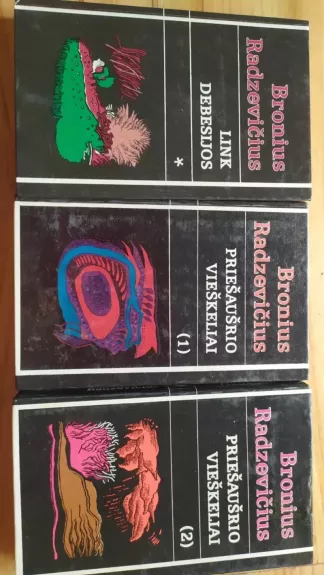 Bronius
Radzevičius
LINK
DEBESIJOS
*
Bronius
Radzevičius
PRIEŠAUŠRIO
VIEŠKELIAI
(1)
Bronius
Radzevičius
PRIEŠAUŠRIO
VIEŠKELIAI
(2)